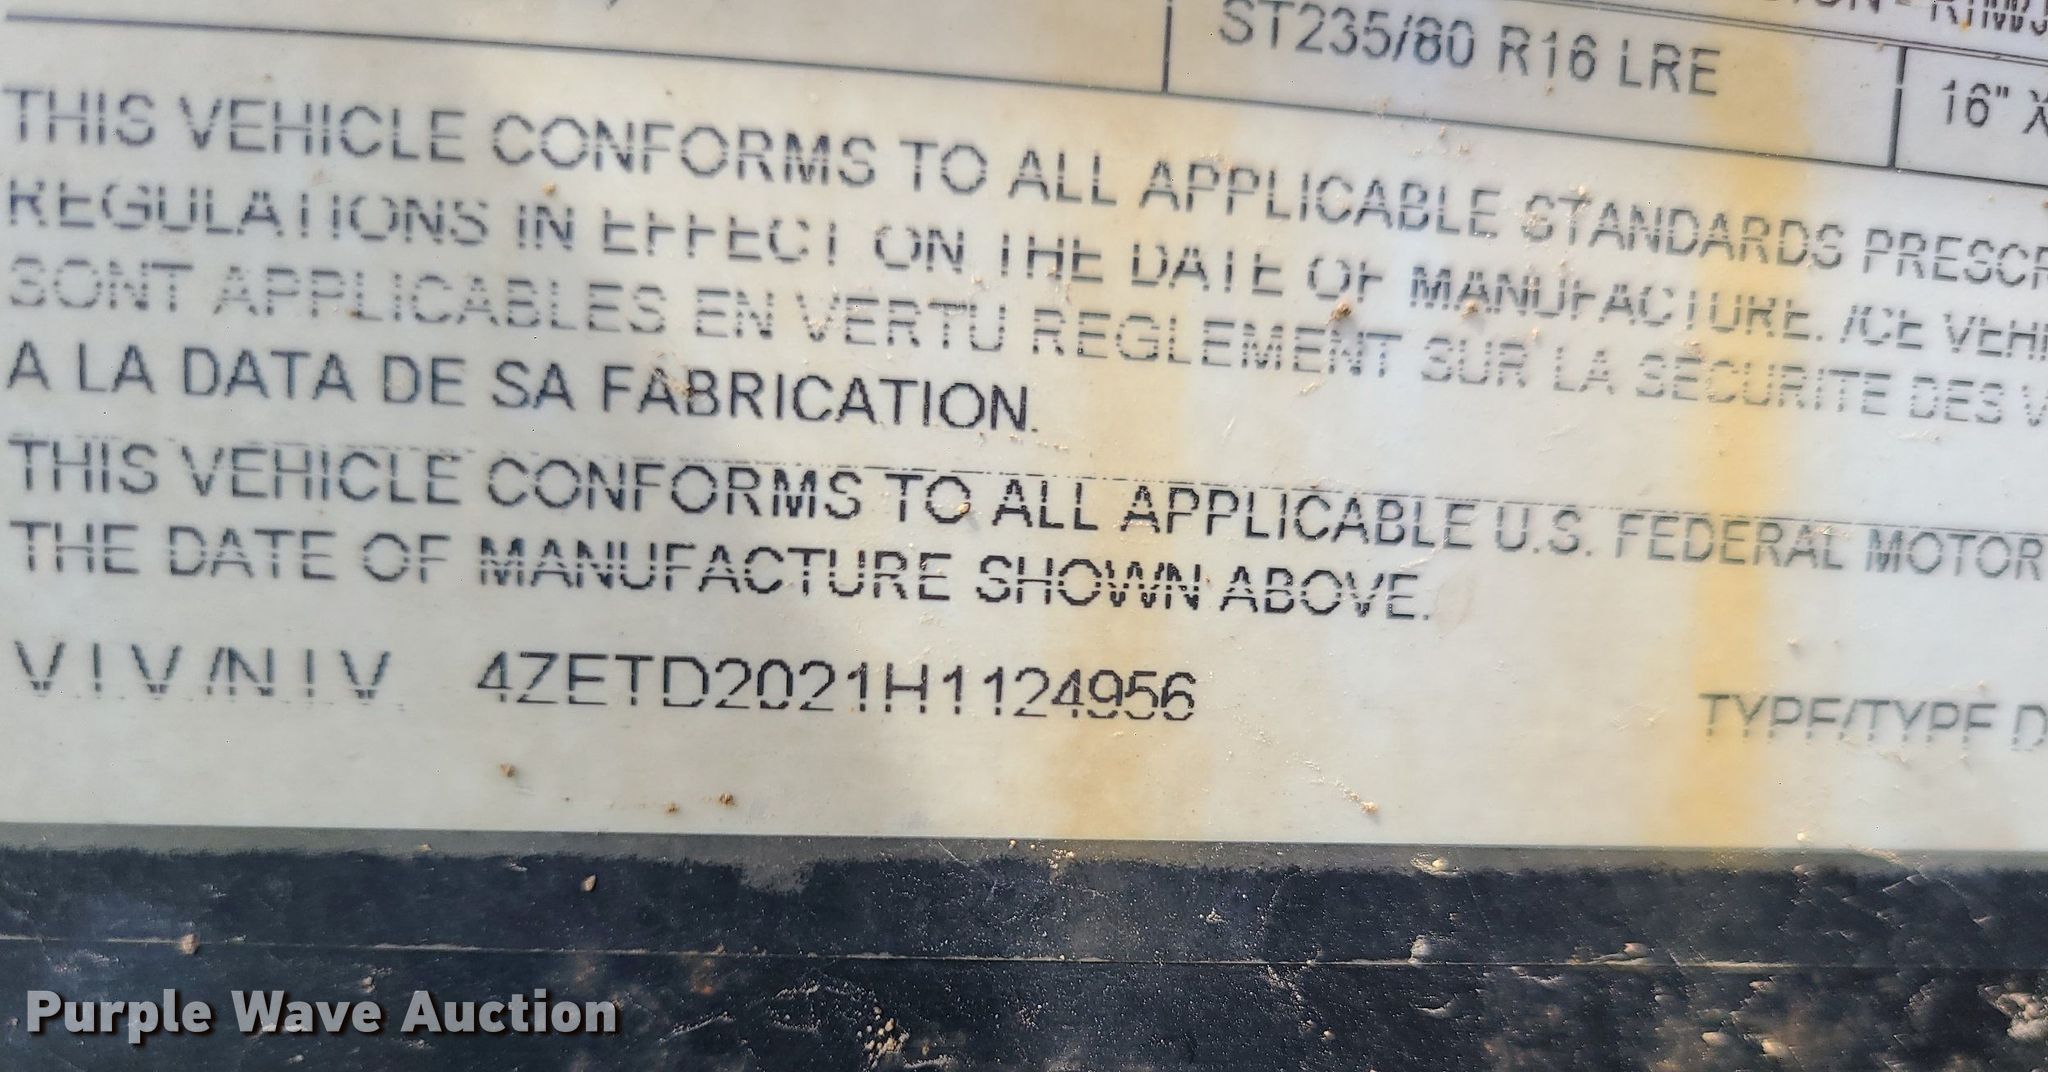 ST235/80 R16 LRE
16" X
THIS VEHICLE CONFORMS TO ALL APPLICABLE STANDARDS PRESCR
REGULATIONS IN EFFECT ON THE DATE OF MANUFACTURE. /CE VEHI
SONT APPLICABLES EN VERTU REGLEMENT SUR LA SECURITE DES V
A LA DATA DE SA FABRICATION.
THIS VEHICLE CONFORMS TO ALL APPLICABLE U.S. FEDERAL MOTOR
THE DATE OF MANUFACTURE SHOWN ABOVE.
V I V /N I V 4ZETD2021H1124956
TYPE/TYPE D
Purple Wave Auction